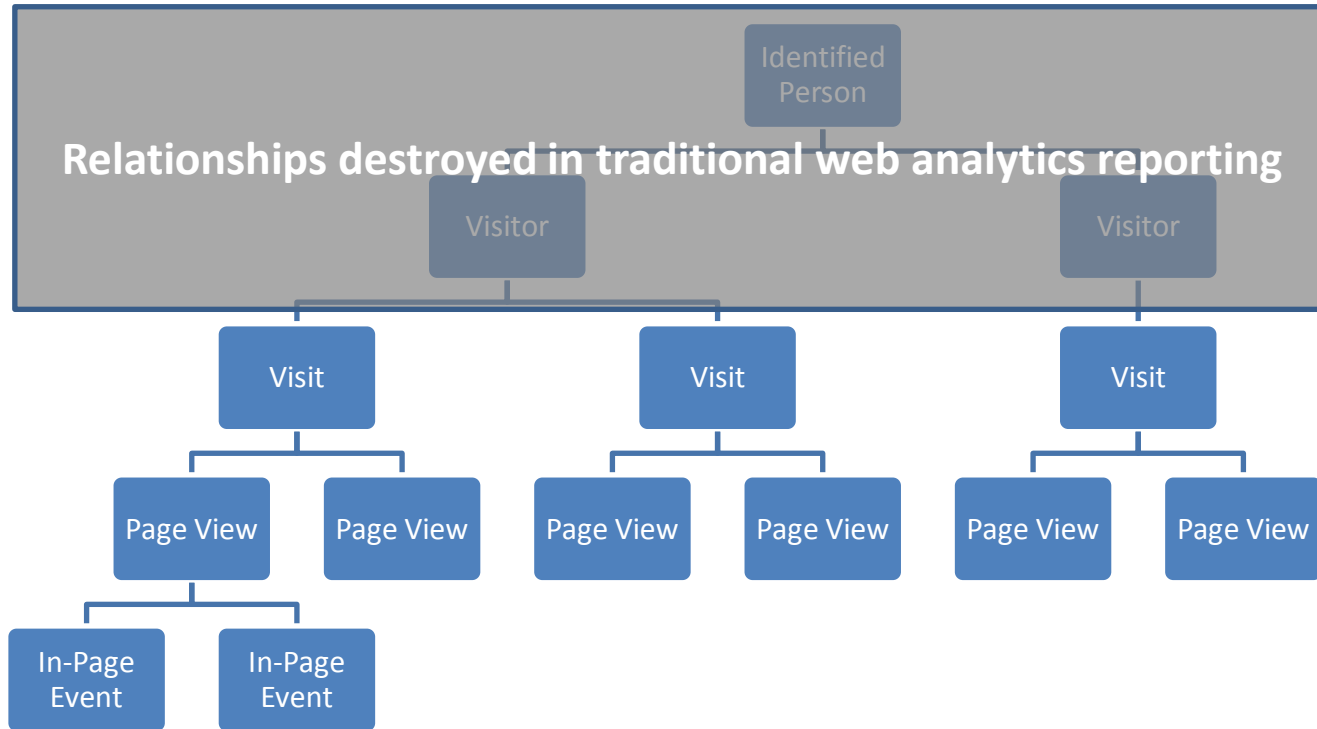 Identified
Person
Relationships destroyed in traditional web analytics reporting
Visitor
Visitor
Visit
Visit
Visit
Page View
Page View
Page View
Page View
Page View
Page View
In-Page
Event
In-Page
Event